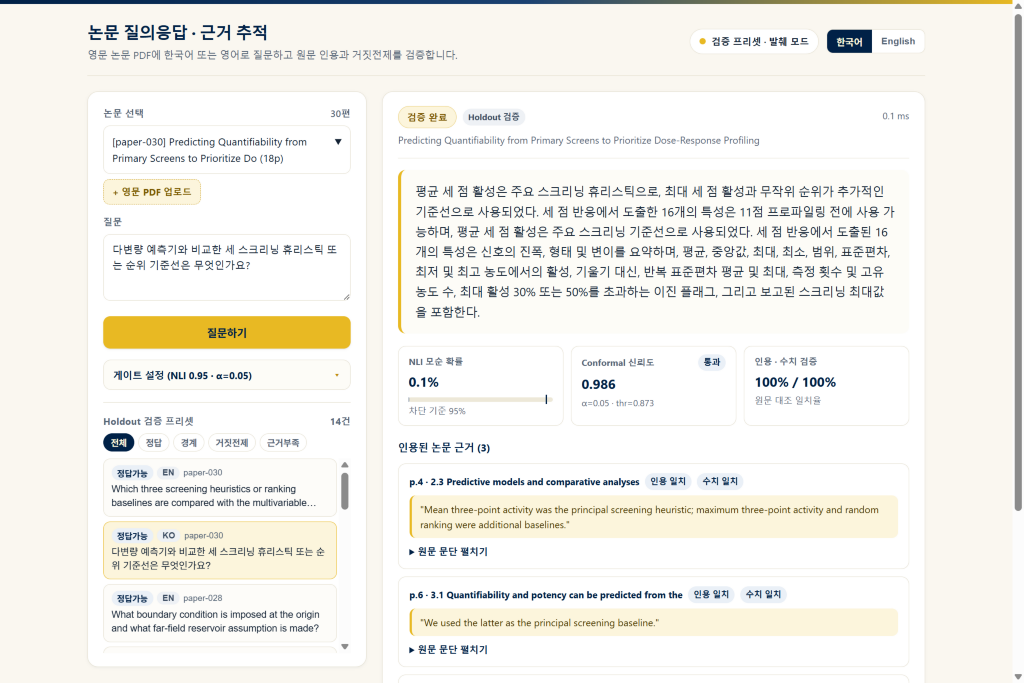 논문 질의응답 · 근거 추적
영문 논문 PDF에 한국어 또는 영어로 질문하고 원문 인용과 거짓전제를 검증합니다.
검증 프리셋 · 발췌 모드
한국어
English
논문 선택
30편
[paper-030] Predicting Quantifiability from
Primary Screens to Prioritize Do (18p)
+ 영문 PDF 업로드
질문
다변량 예측기와 비교한 세 스크리닝 휴리스틱 또
는 순위 기준선은 무엇인가요?
질문하기
게이트 설정 (NLI 0.95 · α=0.05)
Holdout 검증 프리셋
14건
전체
정답
경계
거짓전제
근거부족
정답가능 EN paper-030
Which three screening heuristics or ranking
baselines are compared with the multivariable…
정답가능 KO paper-030
다변량 예측기와 비교한 세 스크리닝 휴리스틱 또는 순
위 기준선은 무엇인가요?
정답가능 EN paper-028
What boundary condition is imposed at the origin
and what far-field reservoir assumption is made?
검증 완료
Holdout 검증
0.1 ms
Predicting Quantifiability from Primary Screens to Prioritize Dose-Response Profiling
평균 세 점 활성은 주요 스크리닝 휴리스틱으로, 최대 세 점 활성과 무작위 순위가 추가적인
기준선으로 사용되었다. 세 점 반응에서 도출한 16개의 특성은 11점 프로파일링 전에 사용 가
능하며, 평균 세 점 활성은 주요 스크리닝 기준선으로 사용되었다. 세 점 반응에서 도출된 16
개의 특성은 신호의 진폭, 형태 및 변이를 요약하며, 평균, 중앙값, 최대, 최소, 범위, 표준편차,
최저 및 최고 농도에서의 활성, 기울기 대신, 반복 표준편차 평균 및 최대, 측정 횟수 및 고유
농도 수, 최대 활성 30% 또는 50%를 초과하는 이진 플래그, 그리고 보고된 스크리닝 최대값
을 포함한다.
NLI 모순 확률
0.1%
차단 기준 95%
Conformal 신뢰도
통과
0.986
α=0.05 · thr=0.873
인용 · 수치 검증
100% / 100%
원문 대조 일치율
인용된 논문 근거 (3)
p.4 · 2.3 Predictive models and comparative analyses 인용 일치 수치 일치
"Mean three-point activity was the principal screening heuristic; maximum three-point activity and random
ranking were additional baselines."
▶ 원문 문단 펼치기
p.6 · 3.1 Quantifiability and potency can be predicted from the 인용 일치 수치 일치
"We used the latter as the principal screening baseline."
▶ 원문 문단 펼치기